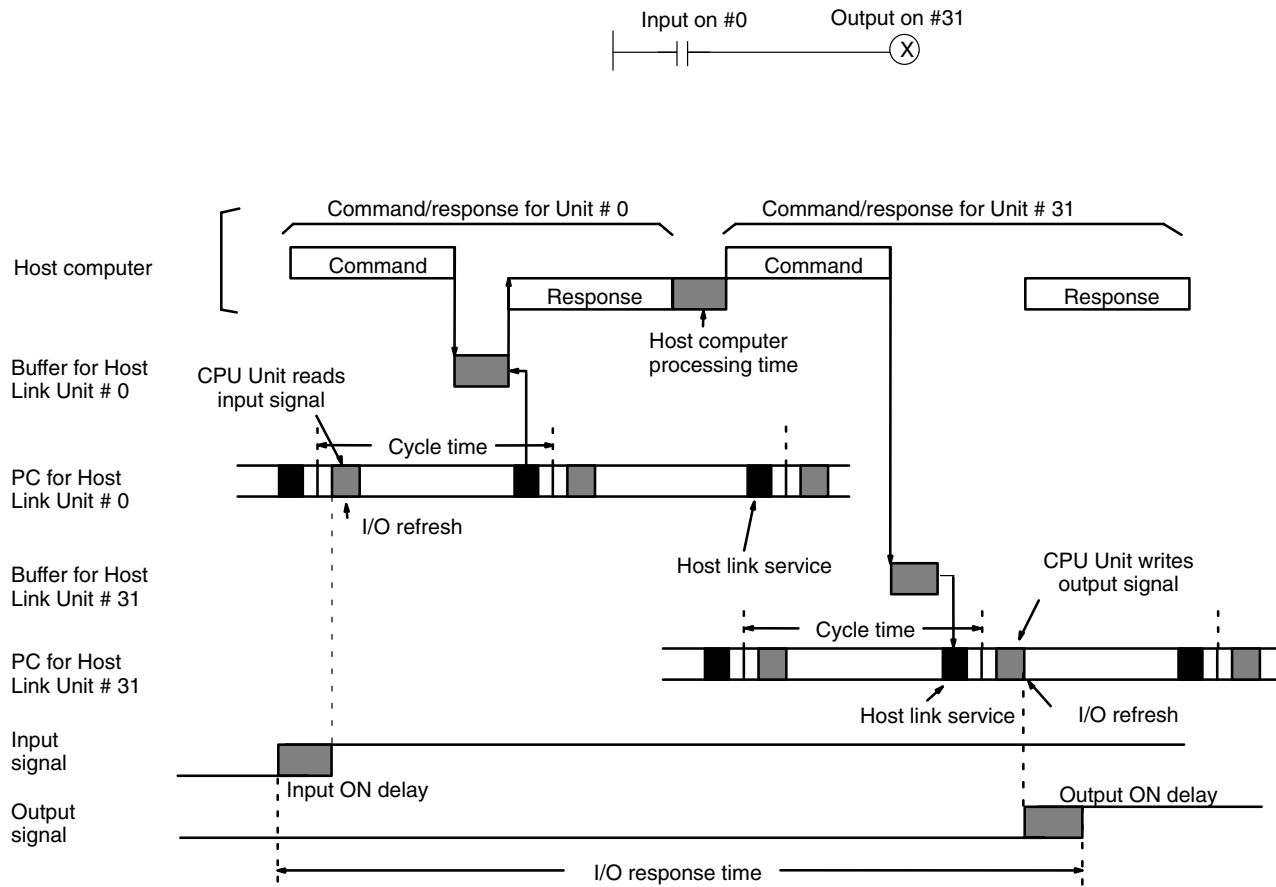 Input on #0
Output on #31
X
Command/response for Unit # 0
Command/response for Unit # 31
Host computer
Command
Command
Response
Response
Host computer
processing time
Buffer for Host
Link Unit # 0
CPU Unit reads
input signal
Cycle time
PC for Host
Link Unit # 0
I/O refresh
Host link service
Buffer for Host
Link Unit # 31
CPU Unit writes
output signal
Cycle time
PC for Host
Link Unit # 31
Host link service
I/O refresh
Input
signal
Input ON delay
Output
signal
Output ON delay
I/O response time